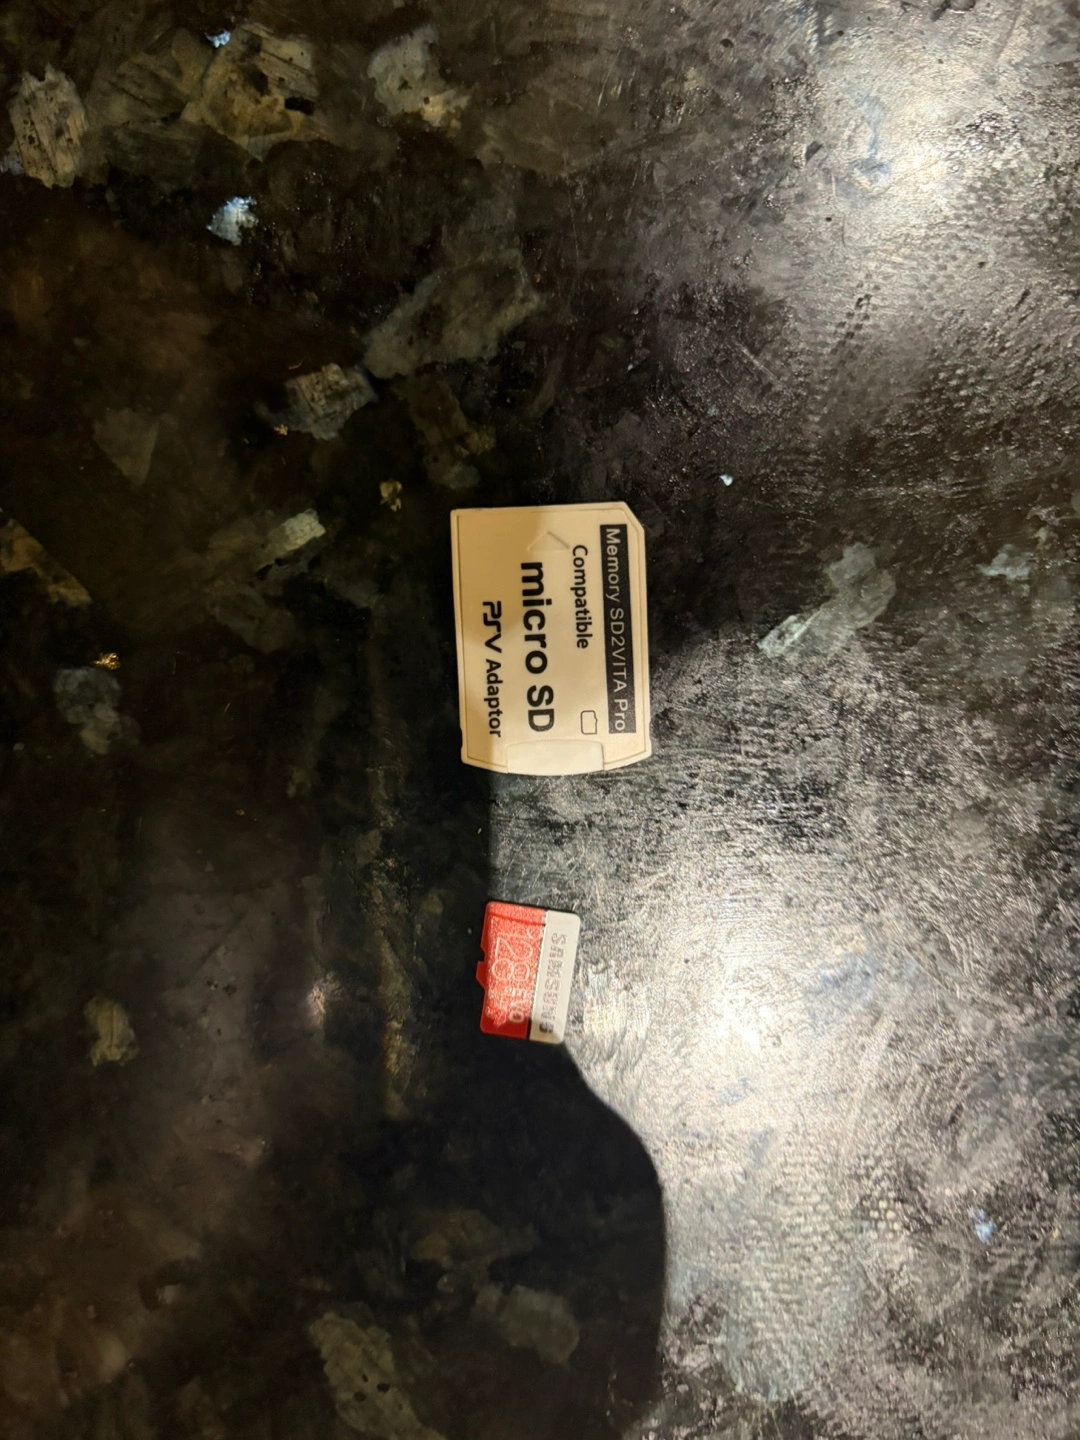 Memory SD2VITA Pro
Compatible
micro SD
PSV Adaptor
SAMSUNG
128